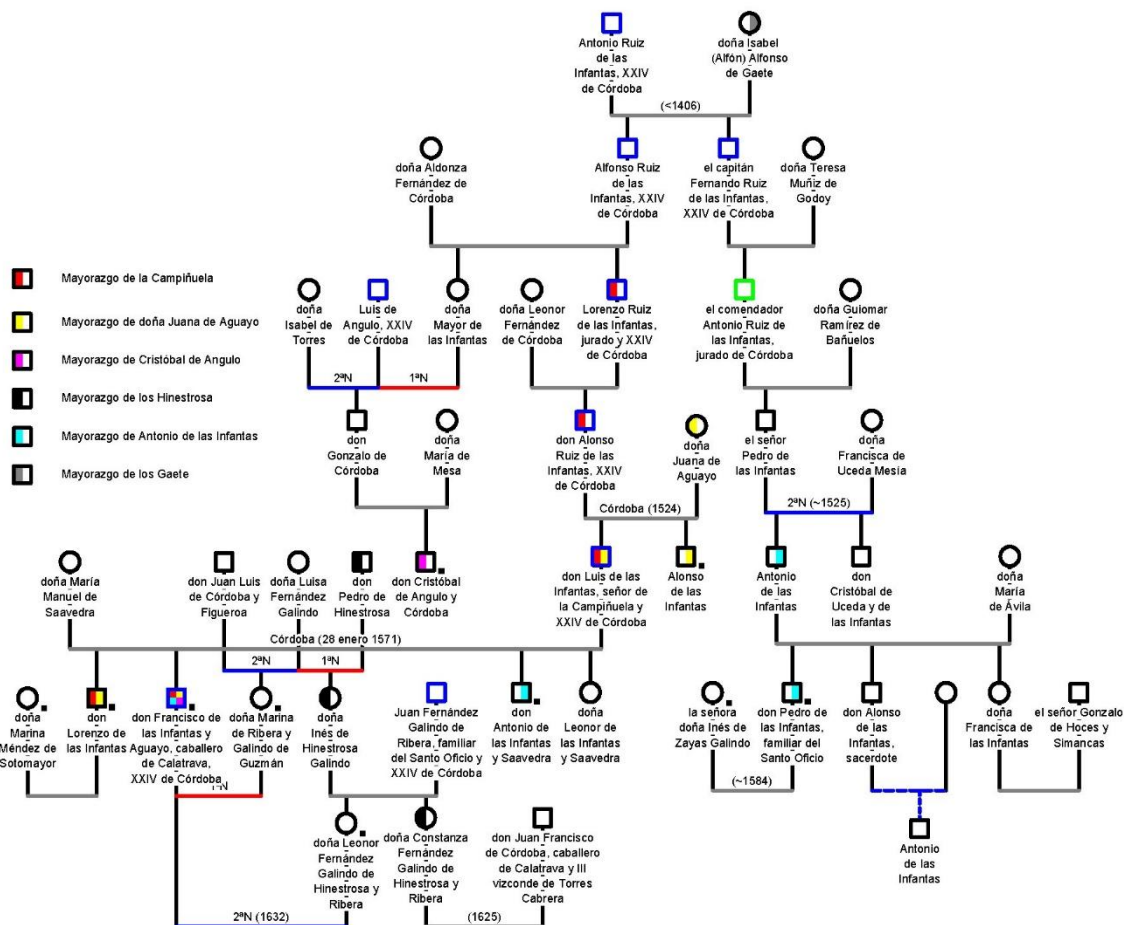 Antonio Ruiz
de las
Infantas, XXIV
de Córdoba
doña Isabel
(Alfón) Alfonso
de Gaete
(<1406)
doña Aldonza
Fernández de
Córdoba
Alfonso Ruiz
de las
Infantas, XXIV
de Córdoba
el capitán
Fernando Ruiz
de las Infantas,
XXIV de Córdoba
doña Teresa
Muñiz de
Godoy
Mayorazgo de la Campiñuela
Mayorazgo de doña Juana de Aguayo
Mayorazgo de Cristóbal de Angulo
Mayorazgo de los Hinestrosa
Mayorazgo de Antonio de las Infantas
Mayorazgo de los Gaete
doña
Isabel de
Torres
Luis de
Angulo, XXIV
de Córdoba
doña
Mayor de
las Infantas
doña Leonor
Fernández
de Córdoba
Lorenzo Ruiz
de las Infantas,
jurado y XXIV
de Córdoba
el comendador
Antonio Ruiz de
las Infantas,
jurado de Córdoba
doña Guiomar
Ramírez de
Bañuelos
2ªN
1ªN
don
Gonzalo de
Córdoba
doña
María de
Mesa
don Alonso
Ruiz de las
Infantas, XXIV
de Córdoba
doña
Juana de
Aguayo
el señor
Pedro de
las Infantas
doña
Francisca de
Uceda Mesía
Córdoba (1524)
2ªN (~1525)
doña María
Manuel de
Saavedra
don Juan Luis
de Córdoba y
Figueroa
doña Luisa
Fernández
Galindo
don
Pedro de
Hinestrosa
don Cristóbal
de Angulo y
Córdoba
don Luis de las
Infantas, señor de
la Campiñuela y
XXIV de Córdoba
Alonso de
las Infantas
Antonio
de las
Infantas
don
Cristóbal de
Uceda y de
las Infantas
doña
María
de Ávila
Córdoba (28 enero 1571)
2ªN
1ªN
doña
Marina
Méndez de
Sotomayor
don
Lorenzo de
las Infantas
don Francisco de
las Infantas y
Aguayo, caballero
de Calatrava,
XXIV de Córdoba
doña Marina
de Ribera y
Galindo de
Guzmán
doña
Inés de
Hinestrosa
Galindo
Juan Fernández
Galindo de
Ribera, familiar
del Santo Oficio y
XXIV de Córdoba
don
Antonio de
las Infantas
y Saavedra
doña
Leonor de
las Infantas
y Saavedra
la señora
doña Inés de
Zayas Galindo
don Pedro de
las Infantas,
familiar del
Santo Oficio
don Alonso
de las
Infantas,
sacerdote
doña
Francisca de
las Infantas
el señor Gonzalo
de Hoces y
Simancas
1ªN
(~1584)
doña Leonor
Fernández
Galindo de
Hinestrosa y
Ribera
doña Constanza
Fernández
Galindo de
Hinestrosa y
Ribera
don Juan Francisco
de Córdoba, caballero
de Calatrava y III
vizconde de Torres
Cabrera
Antonio
de las
Infantas
2ªN (1632)
(1625)